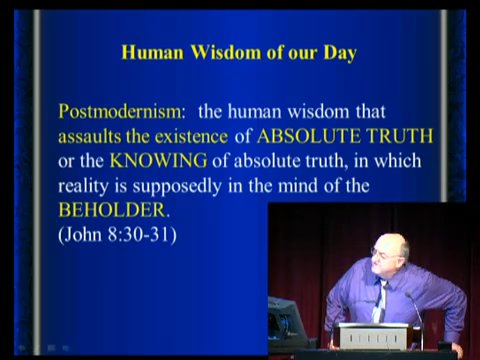 Human Wisdom of our Day
Postmodernism:  the human wisdom that
assaults the existence of ABSOLUTE TRUTH
or the KNOWING of absolute truth, in which
reality is supposedly in the mind of the
BEHOLDER.
(John 8:30-31)